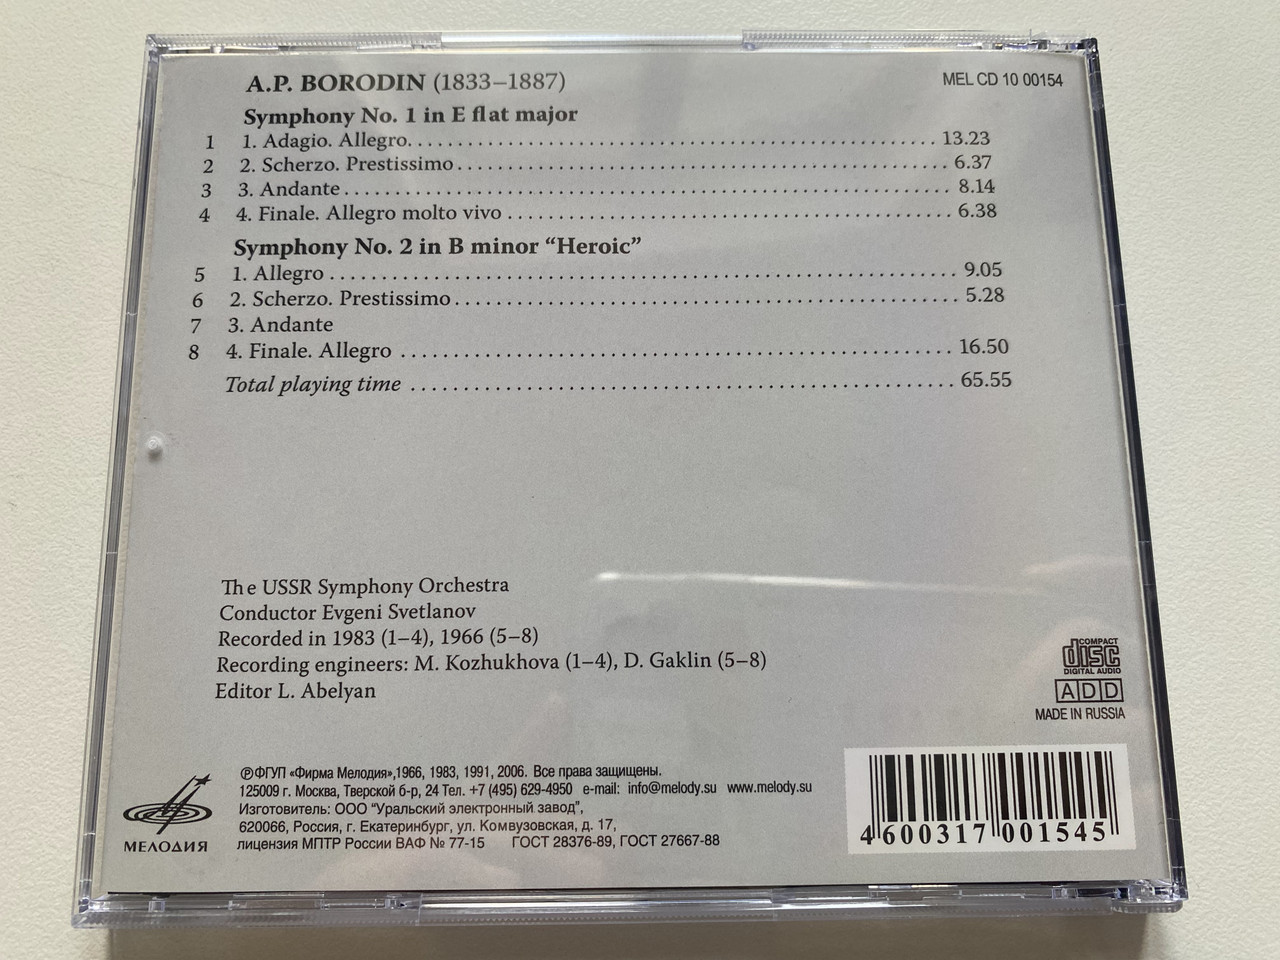 A.P. BORODIN (1833–1887)
MEL CD 10 00154
Symphony No. 1 in E flat major
1 1. Adagio. Allegro. 13.23
2 2. Scherzo. Prestissimo 6.37
3 3. Andante 8.14
4 4. Finale. Allegro molto vivo 6.38
Symphony No. 2 in B minor “Heroic”
5 1. Allegro 9.05
6 2. Scherzo. Prestissimo 5.28
7 3. Andante
8 4. Finale. Allegro 16.50
Total playing time 65.55
The USSR Symphony Orchestra
Conductor Evgeni Svetlanov
Recorded in 1983 (1–4), 1966 (5–8)
Recording engineers: M. Kozhukhova (1–4), D. Gaklin (5–8)
Editor L. Abelyan
COMPACT
disc
DIGITAL AUDIO
ADD
MADE IN RUSSIA
МЕЛОДИЯ
℗ФГУП «Фирма Мелодия»,1966, 1983, 1991, 2006. Все права защищены.
125009 г. Москва, Тверской б-р, 24 Тел. +7 (495) 629-4950 e-mail: info@melody.su www.melody.su
Изготовитель: ООО “Уральский электронный завод”,
620066, Россия, г. Екатеринбург, ул. Комвузовская, д. 17,
лицензия МПТР России ВАФ № 77-15 ГОСТ 28376-89, ГОСТ 27667-88
4 600317 001545